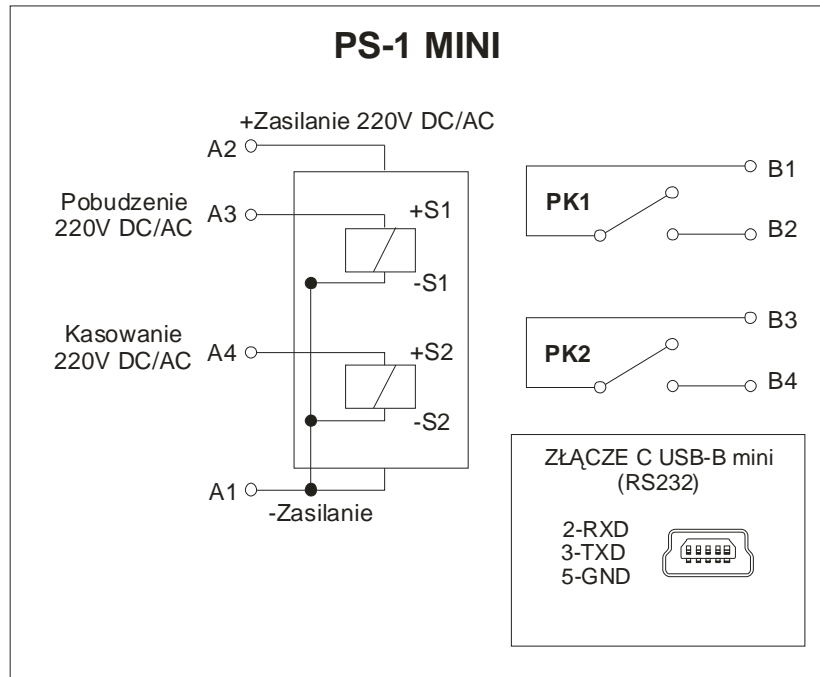 PS-1 MINI
+Zasilanie 220V DC/AC
A2
Pobudzenie
220V DC/AC
A3
+S1
-S1
Kasowanie
220V DC/AC
A4
+S2
-S2
A1
-Zasilanie
B1
PK1
B2
B3
PK2
B4
ZŁĄCZE C USB-B mini
(RS232)
2-RXD
3-TXD
5-GND